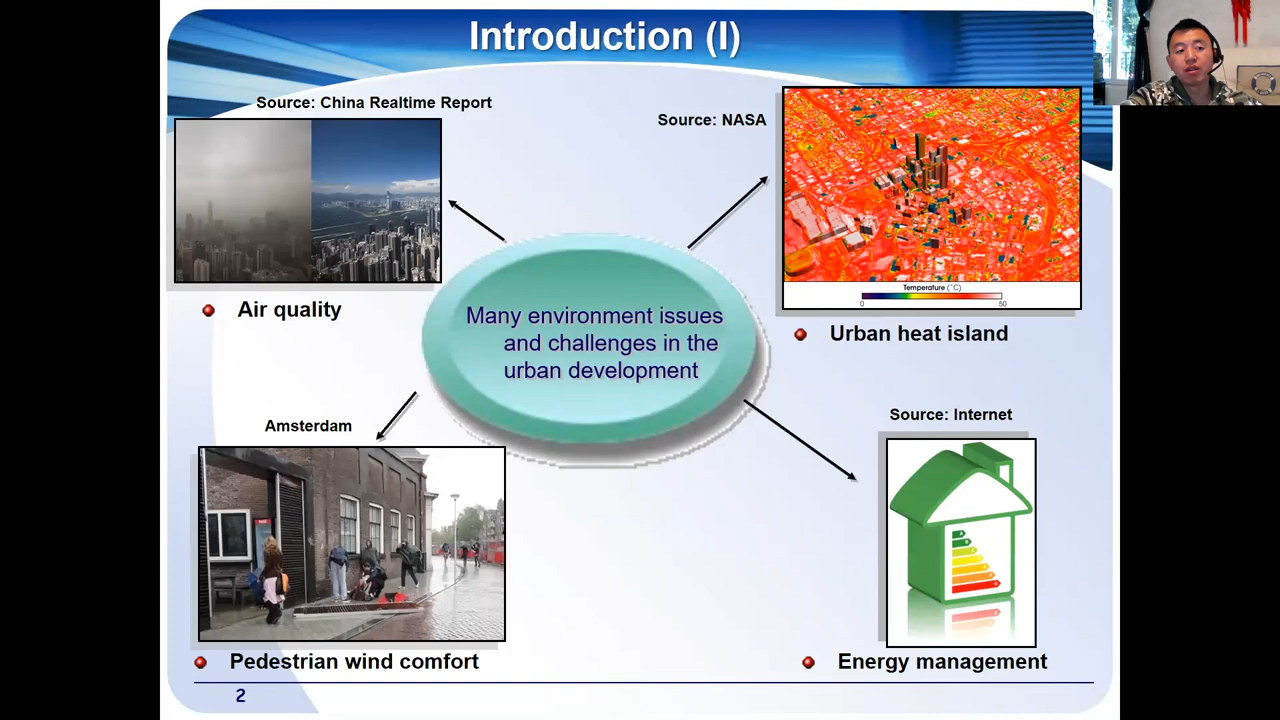 Introduction (I)
Source: China Realtime Report
Source: NASA
Temperature (°C)
0 50
Air quality
Urban heat island
Many environment issues
and challenges in the
urban development
Amsterdam
Source: Internet
Pedestrian wind comfort
Energy management
2